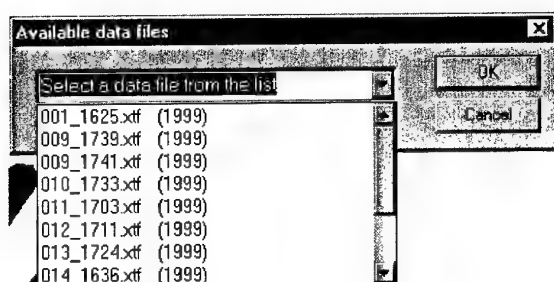 Available data files
Select a data file from the list
OK
Cancel
001_1625.xtf (1999)
009_1739.xtf (1999)
009_1741.xtf (1999)
010_1733.xtf (1999)
011_1703.xtf (1999)
012_1711.xtf (1999)
013_1724.xtf (1999)
014_1636.xtf (1999)